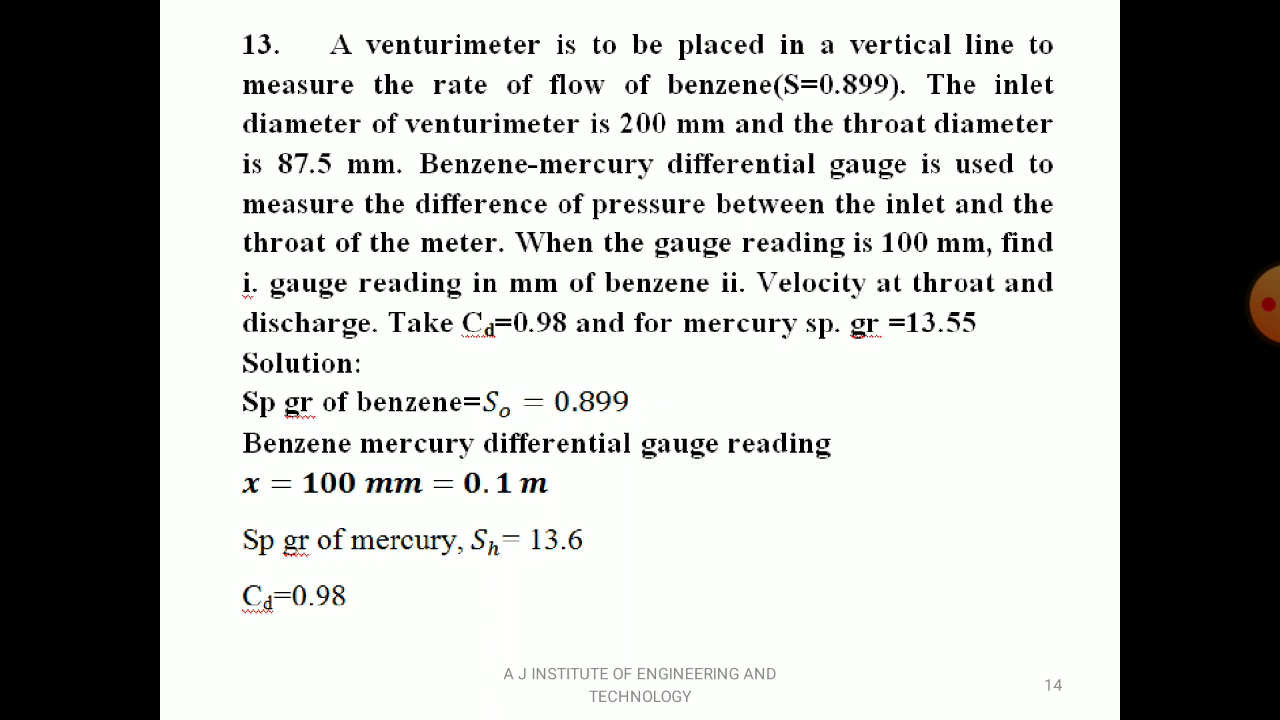 13. A venturimeter is to be placed in a vertical line to
measure the rate of flow of benzene(S=0.899). The inlet
diameter of venturimeter is 200 mm and the throat diameter
is 87.5 mm. Benzene-mercury differential gauge is used to
measure the difference of pressure between the inlet and the
throat of the meter. When the gauge reading is 100 mm, find
i. gauge reading in mm of benzene ii. Velocity at throat and
discharge. Take Cd=0.98 and for mercury sp. gr =13.55
Solution:
Sp gr of benzene=So = 0.899
Benzene mercury differential gauge reading
x = 100 mm = 0.1 m
Sp gr of mercury, Sh= 13.6
Cd=0.98
A J INSTITUTE OF ENGINEERING AND
TECHNOLOGY
14